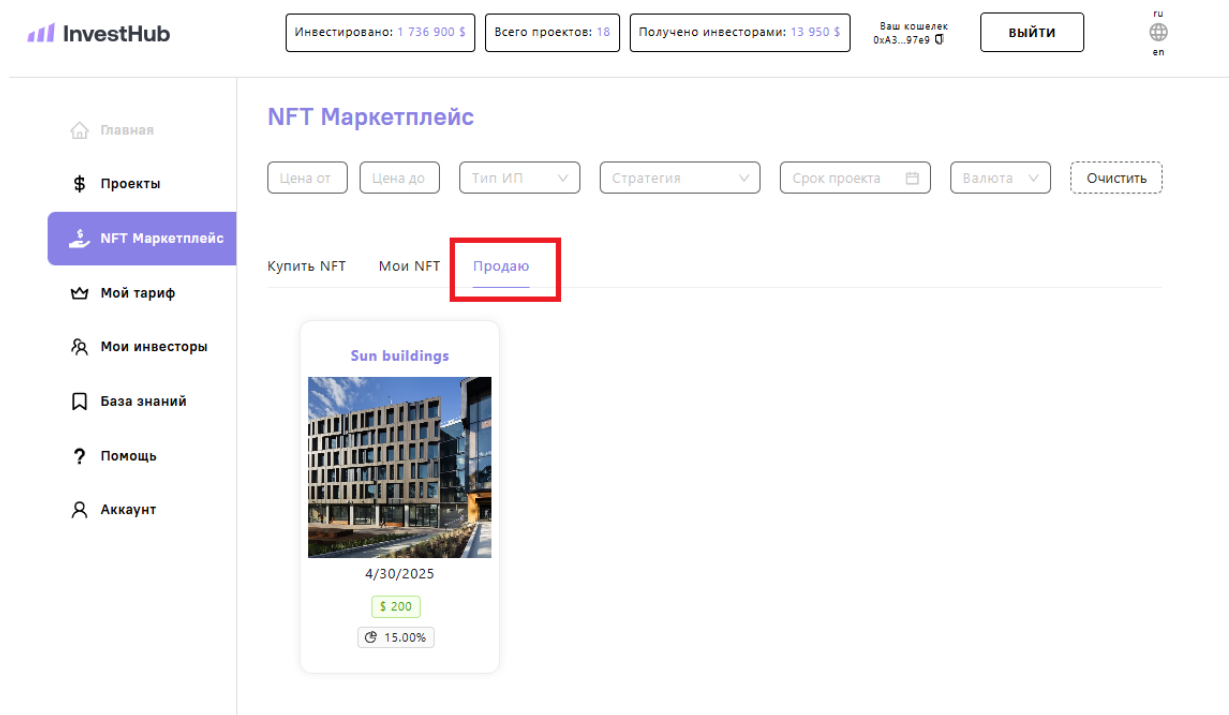 InvestHub
Инвестировано: 1 736 900 $
Всего проектов: 18
Получено инвесторами: 13 950 $
Ваш кошелек
0xA3...97e9
ВЫЙТИ
ru
en
Главная
Проекты
NFT Маркетплейс
Мой тариф
Мои инвесторы
База знаний
Помощь
Аккаунт
NFT Маркетплейс
Цена от
Цена до
Тип ИП
Стратегия
Срок проекта
Валюта
Очистить
Купить NFT
Мои NFT
Продаю
Sun buildings
4/30/2025
$ 200
15.00%